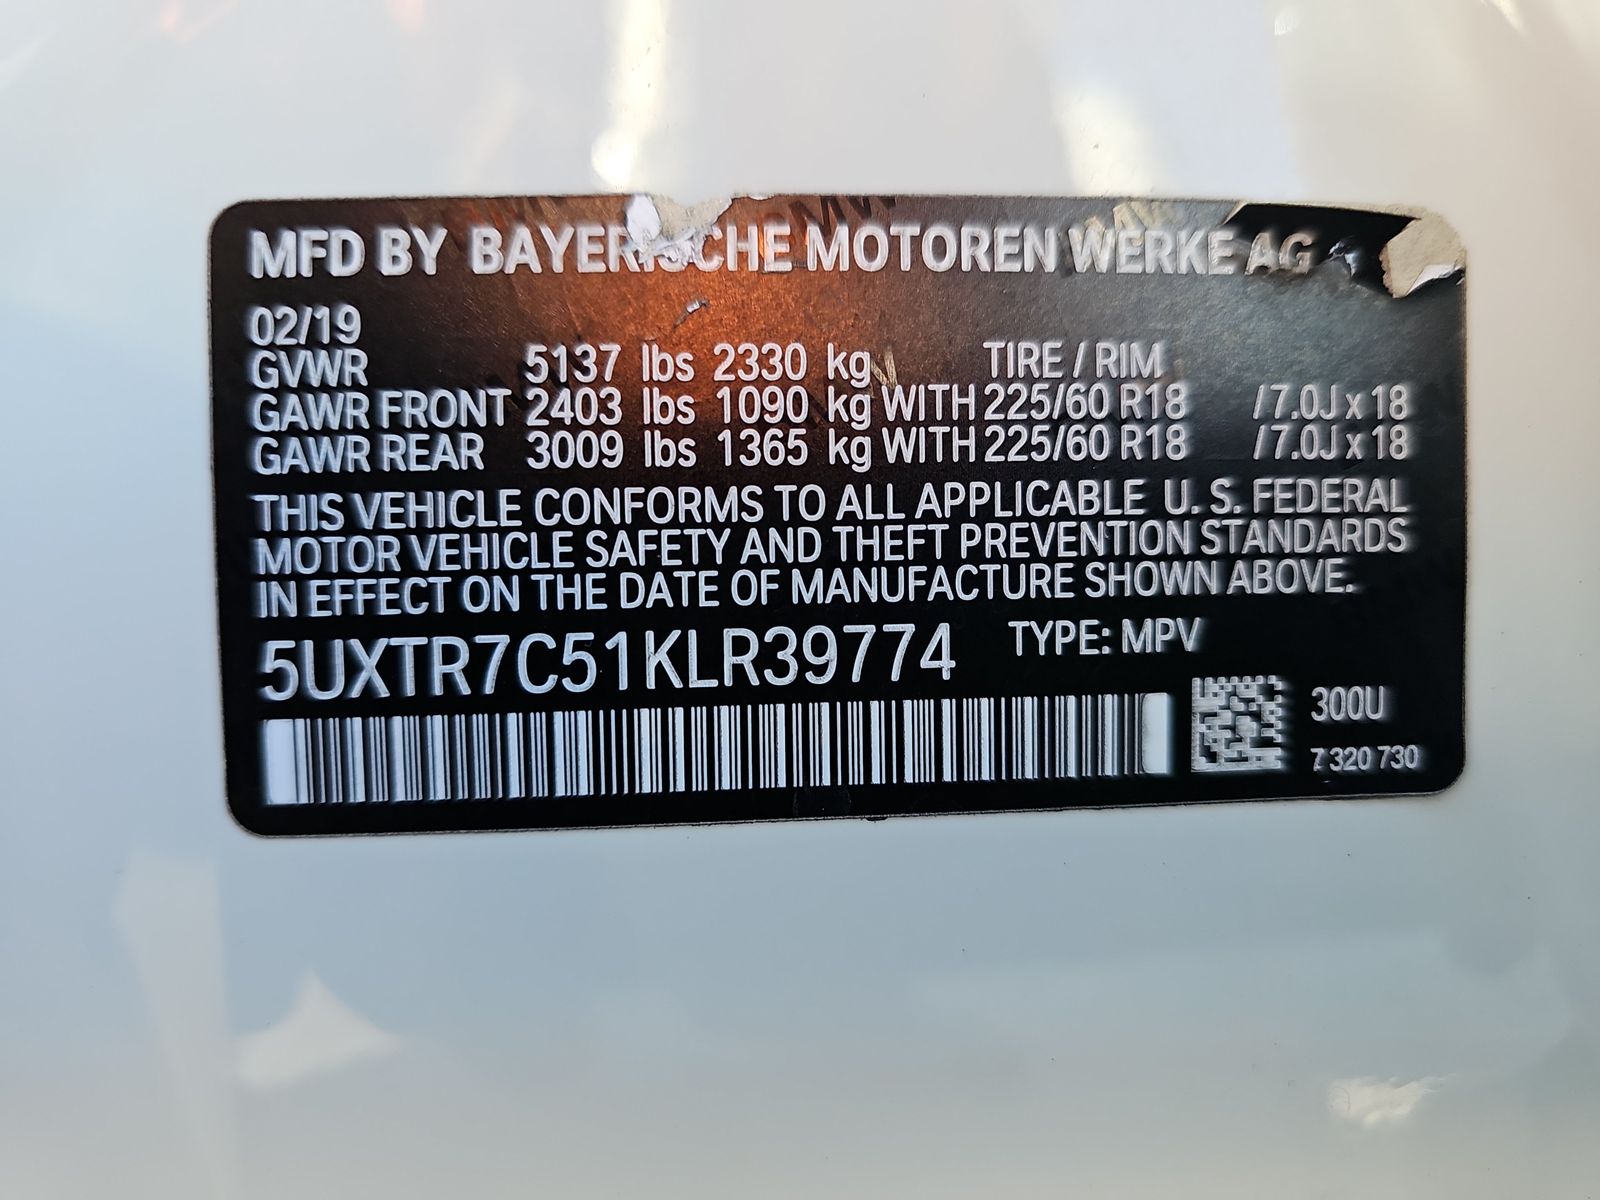 MFD BY BAYERISCHE MOTOREN WERKE AG
02/19
GVWR 5137 lbs 2330 kg TIRE / RIM
GAWR FRONT 2403 lbs 1090 kg WITH 225/60 R18 / 7.0J x 18
GAWR REAR 3009 lbs 1365 kg WITH 225/60 R18 / 7.0J x 18
THIS VEHICLE CONFORMS TO ALL APPLICABLE U. S. FEDERAL
MOTOR VEHICLE SAFETY AND THEFT PREVENTION STANDARDS
IN EFFECT ON THE DATE OF MANUFACTURE SHOWN ABOVE.
5UXTR7C51KLR39774 TYPE: MPV
300U
7 320 730